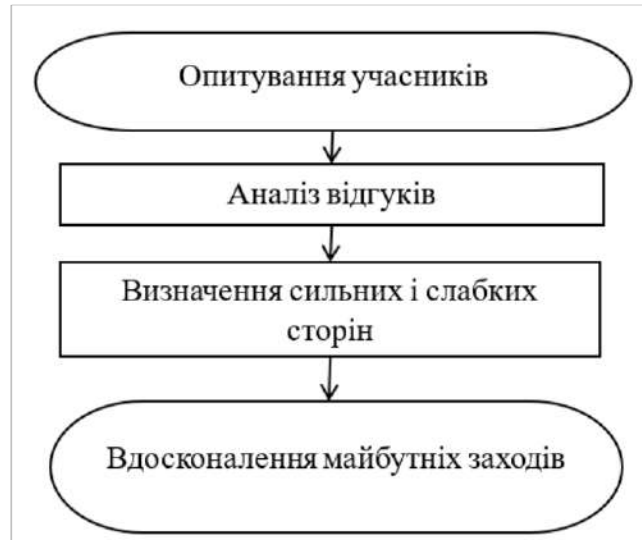 Опитування учасників
Аналіз відгуків
Визначення сильних і слабких
сторін
Вдосконалення майбутніх заходів